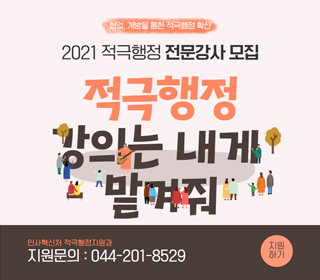 협업, 개방을 통한 적극행정 확산
2021 적극행정 전문강사 모집
적극행정
강의는 내게
맡겨줘
인사혁신처 적극행정지원과
지원문의 : 044-201-8529
지원
하기